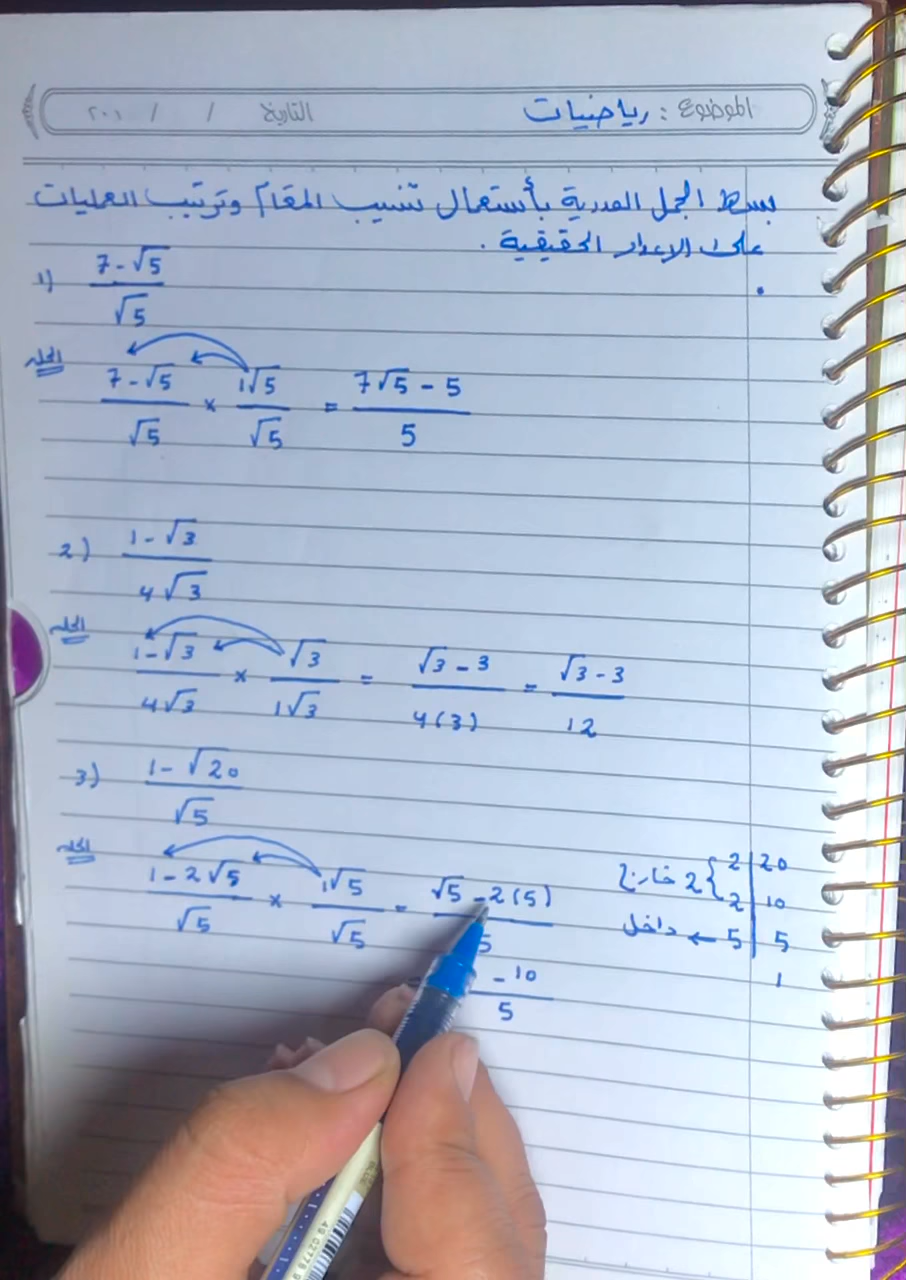 الموضوع : رياضيات التاريخ / / ٢٠٠
بسط الجمل العددية بأستعمال تنسيب المقام وترتيب العمليات
على الاعداد الحقيقية .
1) (7 - √5) / √5
الحل
(7 - √5) / √5 × 1√5 / √5 = (7√5 - 5) / 5
2) (1 - √3) / 4√3
الحل
(1 - √3) / 4√3 × √3 / 1√3 = (√3 - 3) / 4(3) = (√3 - 3) / 12
3) (1 - √20) / √5
الحل
(1 - 2√5) / √5 × 1√5 / √5 = (√5 - 2(5)) / 5
- 10 / 5
2 | 20
2 خارج { 2 | 10
داخل ← 5 | 5
1